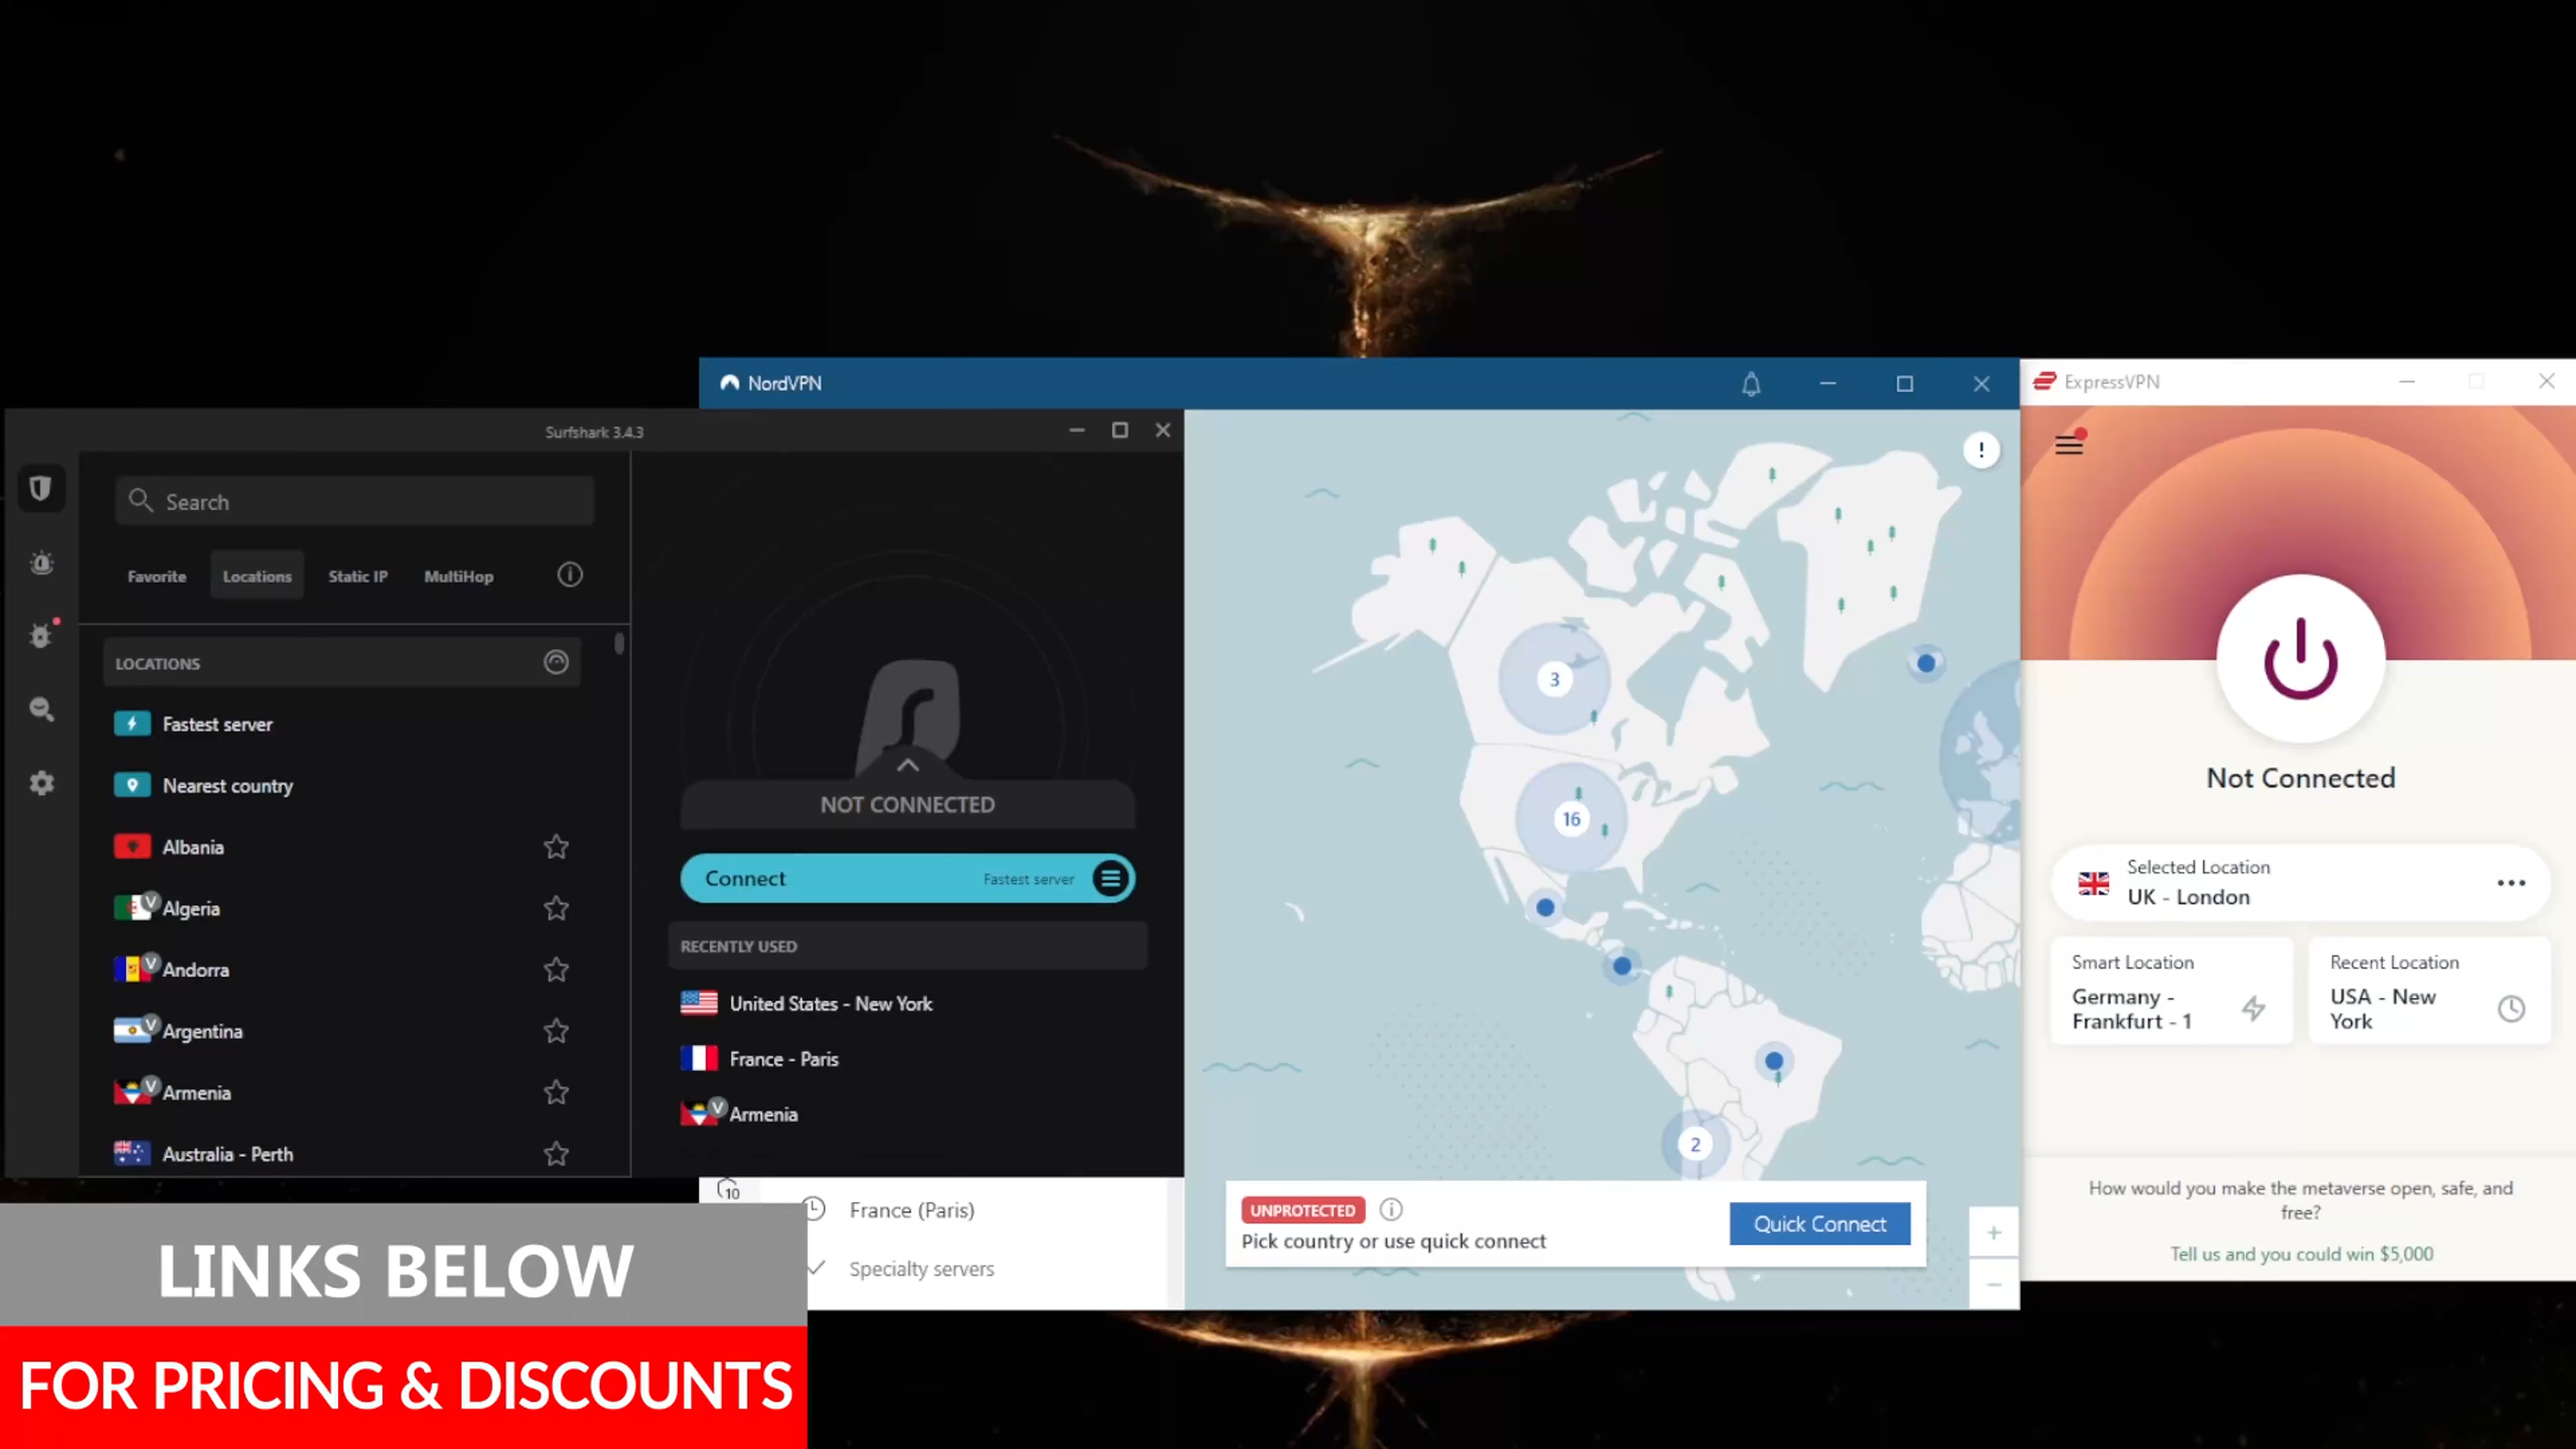 NordVPN
ExpressVPN
Surfshark 3.4.3
Search
Favorite
Locations
Static IP
MultiHop
LOCATIONS
Fastest server
Nearest country
Albania
V
Algeria
V
Andorra
V
Argentina
V
Armenia
Australia - Perth
NOT CONNECTED
Connect
Fastest server
RECENTLY USED
United States - New York
France - Paris
V
Armenia
10
France (Paris)
Specialty servers
!
3
16
2
UNPROTECTED
Pick country or use quick connect
Quick Connect
+
−
Not Connected
Selected Location
UK - London
Smart Location
Germany -
Frankfurt - 1
Recent Location
USA - New
York
How would you make the metaverse open, safe, and
free?
Tell us and you could win $5,000
LINKS BELOW
FOR PRICING & DISCOUNTS